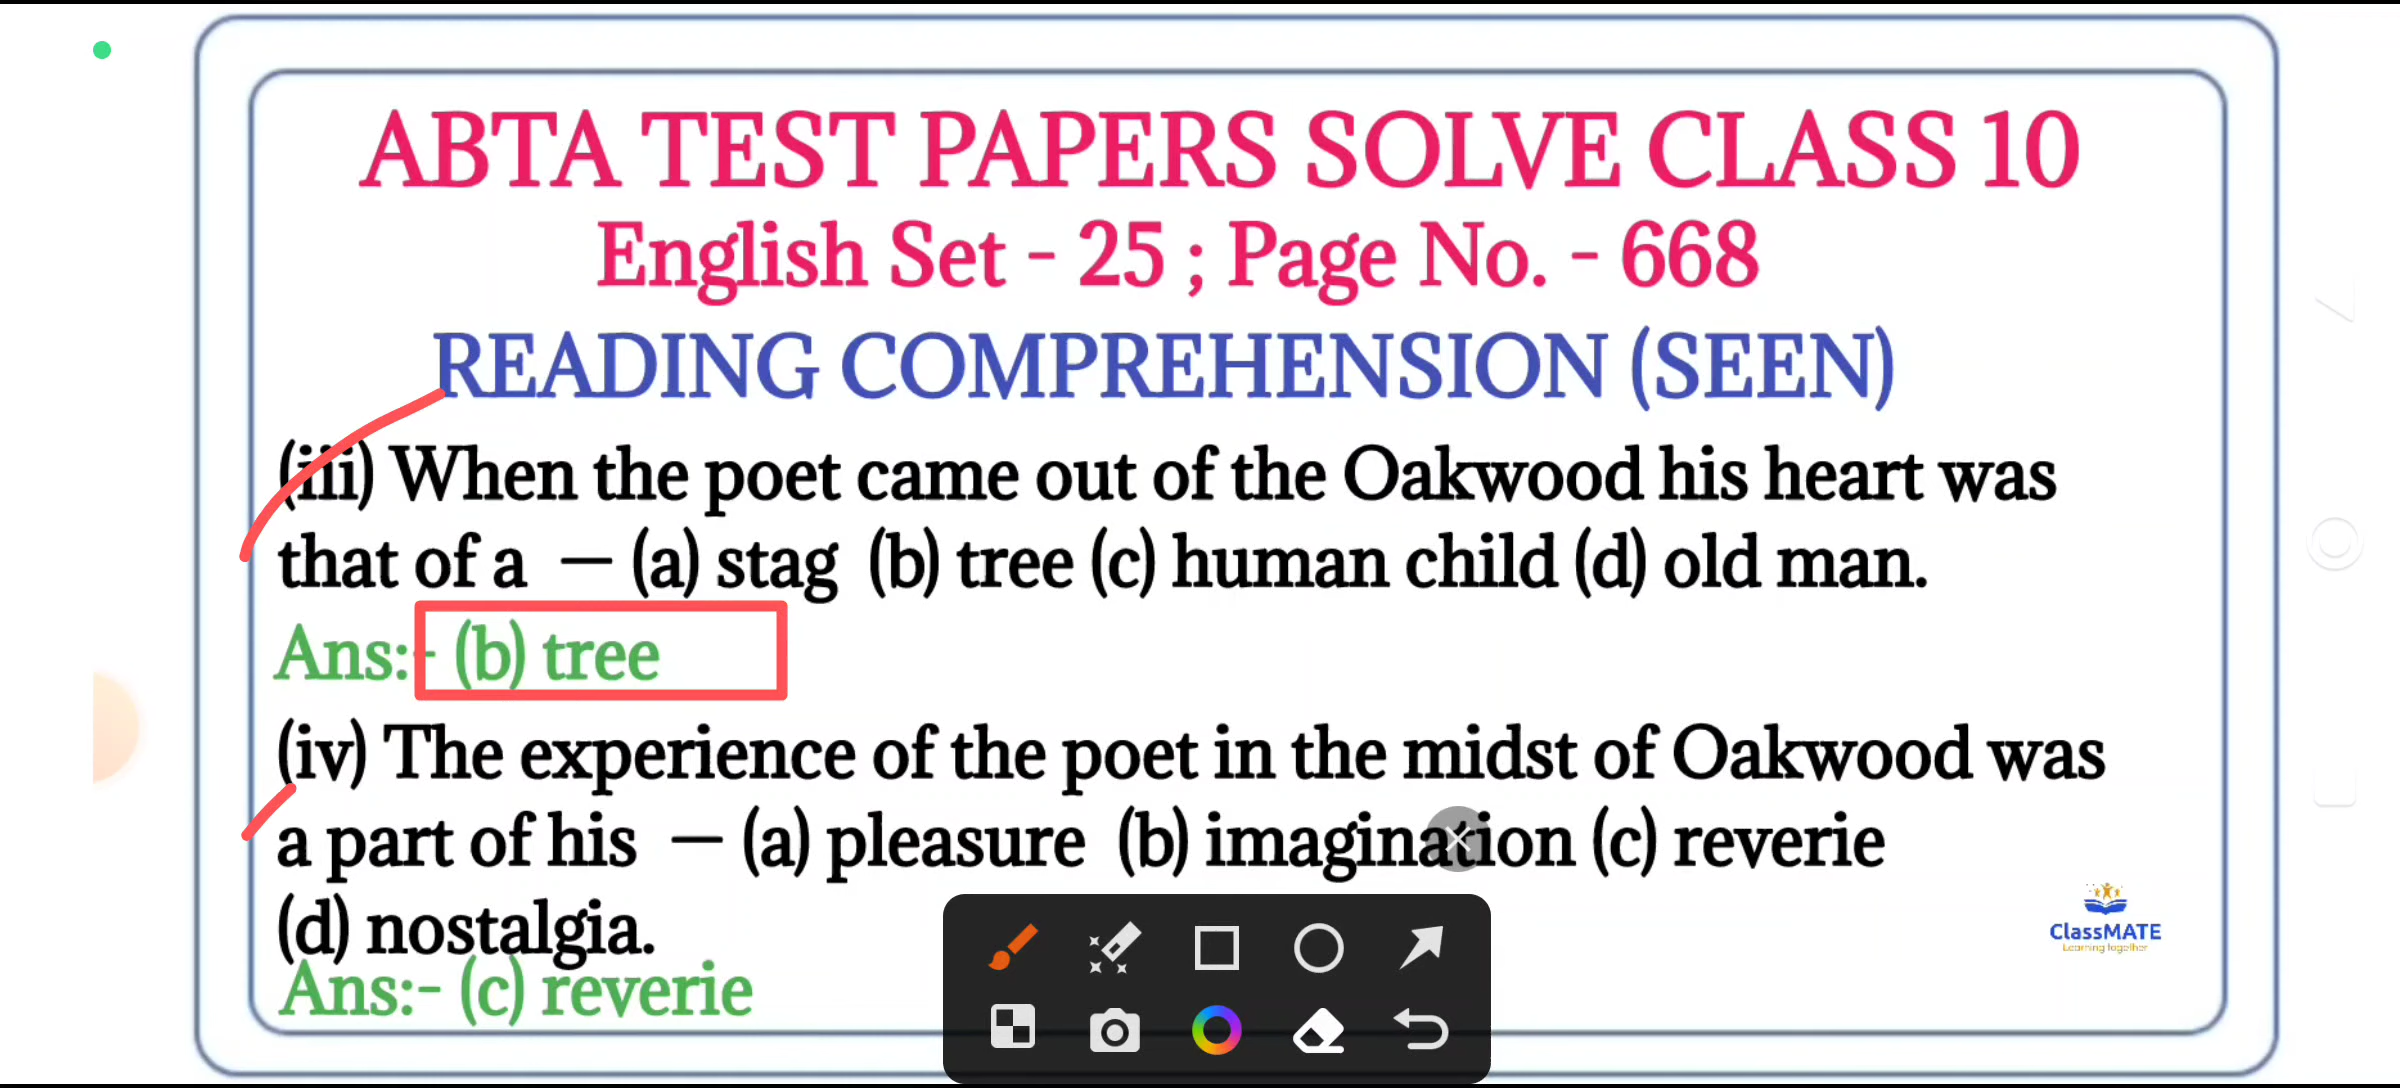 ABTA TEST PAPERS SOLVE CLASS 10
English Set - 25 ; Page No. - 668
READING COMPREHENSION (SEEN)
(iii) When the poet came out of the Oakwood his heart was
that of a – (a) stag (b) tree (c) human child (d) old man.
Ans:- (b) tree
(iv) The experience of the poet in the midst of Oakwood was
a part of his – (a) pleasure (b) imagination (c) reverie
(d) nostalgia.
Ans:- (c) reverie
ClassMATE
Learning together